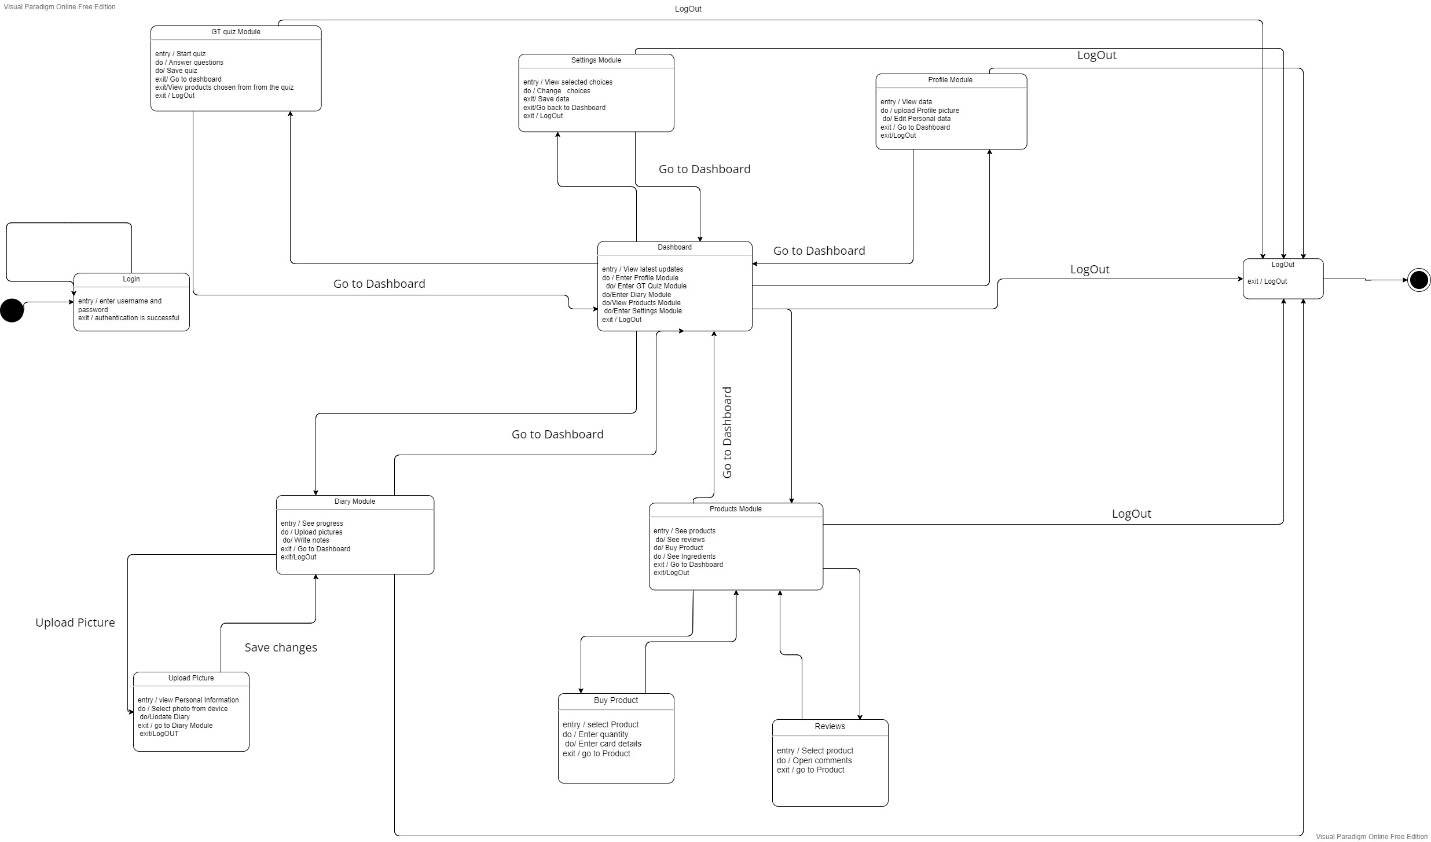 Visual Paradigm Online Free Edition
LogOut
GT quiz Module
entry / Start quiz
do / Answer questions
do/ Save quiz
exit/ Go to dashboard
exit/View products chosen from from the quiz
exit / LogOut
Settings Module
entry / View selected choices
do / Change choices
exit/ Save data
exit/Go back to Dashboard
exit / LogOut
LogOut
Profile Module
entry / View data
do / upload Profile picture
do/ Edit Personal data
exit / Go to Dashboard
exit/LogOut
Go to Dashboard
Go to Dashboard
Login
entry / enter username and
password
exit / authentication is successful
Go to Dashboard
Dashboard
entry / View latest updates
do / Enter Profile Module
do/ Enter GT Quiz Module
do/Enter Diary Module
do/View Products Module
do/Enter Settings Module
exit / LogOut
LogOut
LogOut
exit / LogOut
Go to Dashboard
Go to Dashboard
Diary Module
entry / See progress
do / Upload pictures
do/ Write notes
exit / Go to Dashboard
exit/LogOut
Products Module
entry / See products
do/ See reviews
do/ Buy Product
do / See Ingredients
exit / Go to Dashboard
exit/LogOut
LogOut
Upload Picture
Save changes
Upload Picture
entry / view Personal Information
do / Select photo from device
do/Uodate Diary
exit / go to Diary Module
exit/LogOUT
Buy Product
entry / select Product
do / Enter quantity
do/ Enter card details
exit / go to Product
Reviews
entry / Select product
do / Open comments
exit / go to Product
Visual Paradigm Online Free Edition